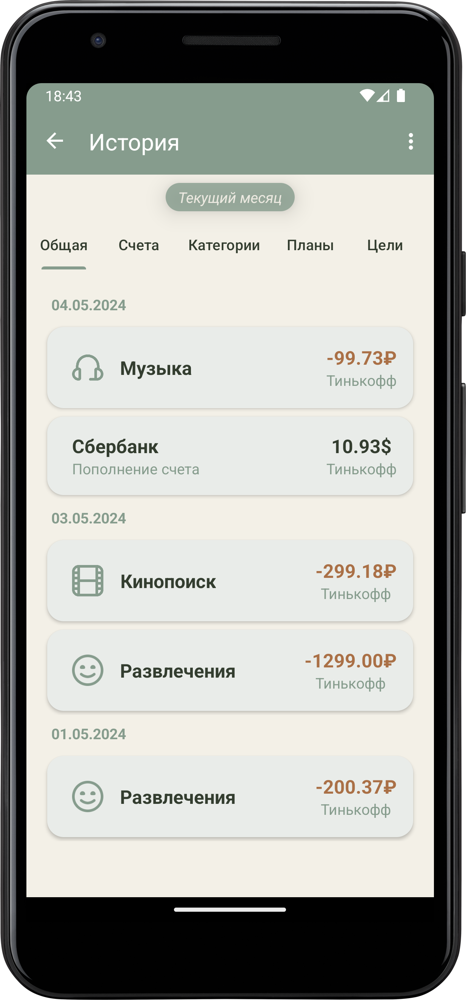 18:43
История
Текущий месяц
Общая Счета Категории Планы Цели
04.05.2024
Музыка
-99.73₽
Тинькофф
Сбербанк
10.93$
Пополнение счета
Тинькофф
03.05.2024
Кинопоиск
-299.18₽
Тинькофф
Развлечения
-1299.00₽
Тинькофф
01.05.2024
Развлечения
-200.37₽
Тинькофф